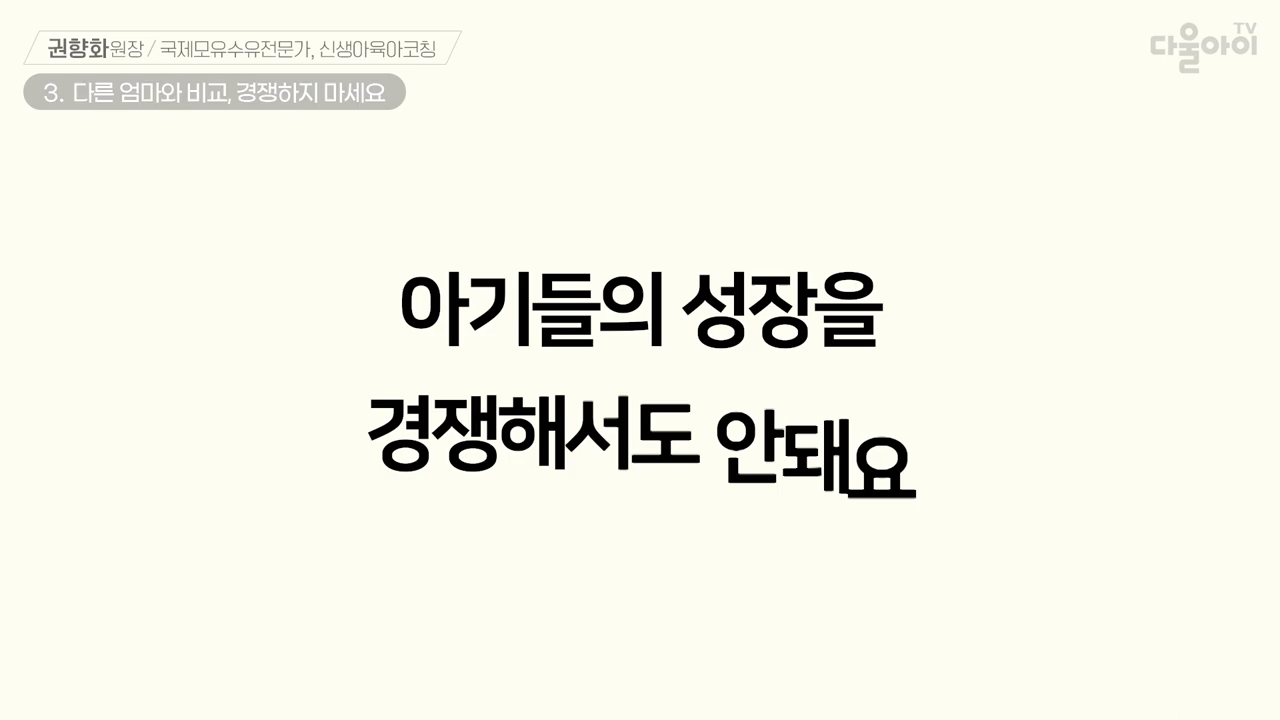 권향화원장 / 국제모유수유전문가, 신생아육아코칭
다울아이 TV
3. 다른 엄마와 비교, 경쟁하지 마세요
아기들의 성장을
경쟁해서도 안돼요